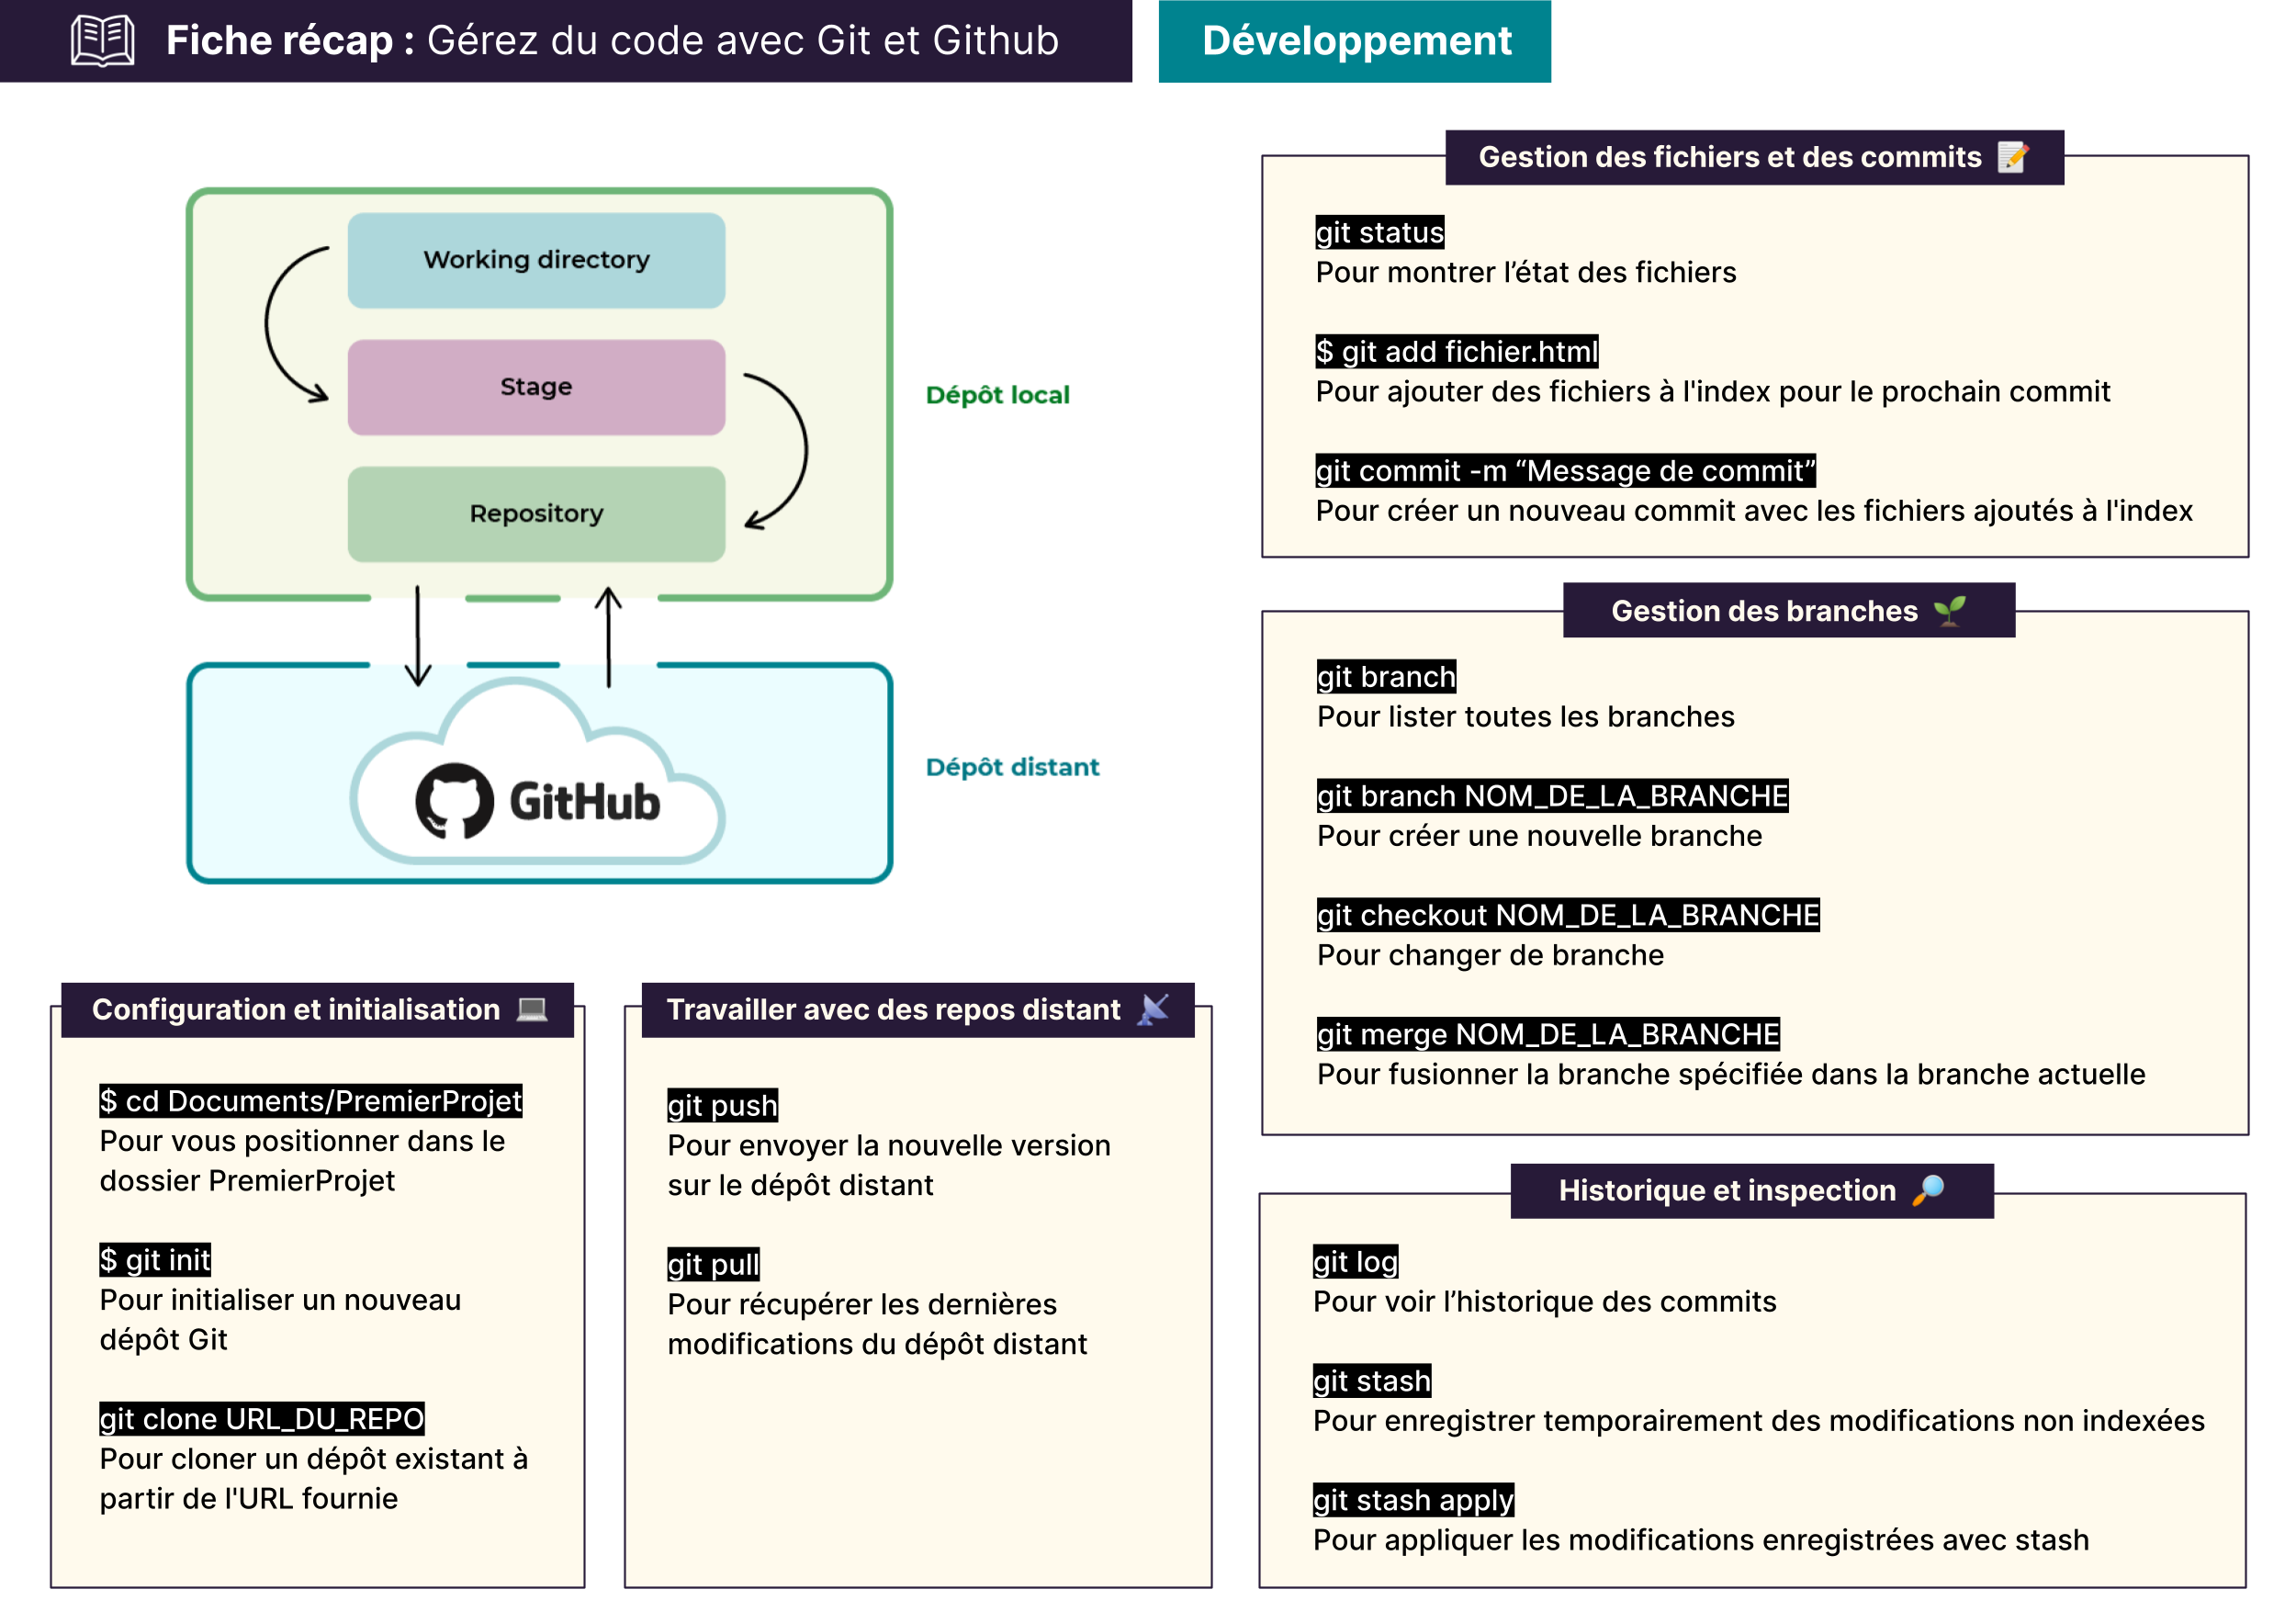 Fiche récap : Gérez du code avec Git et Github
Développement
Working directory
Stage
Repository
Dépôt local
GitHub
Dépôt distant
Configuration et initialisation
$ cd Documents/PremierProjet
Pour vous positionner dans le
dossier PremierProjet
$ git init
Pour initialiser un nouveau
dépôt Git
git clone URL_DU_REPO
Pour cloner un dépôt existant à
partir de l'URL fournie
Travailler avec des repos distant
git push
Pour envoyer la nouvelle version
sur le dépôt distant
git pull
Pour récupérer les dernières
modifications du dépôt distant
Gestion des fichiers et des commits
git status
Pour montrer l’état des fichiers
$ git add fichier.html
Pour ajouter des fichiers à l'index pour le prochain commit
git commit -m “Message de commit”
Pour créer un nouveau commit avec les fichiers ajoutés à l'index
Gestion des branches
git branch
Pour lister toutes les branches
git branch NOM_DE_LA_BRANCHE
Pour créer une nouvelle branche
git checkout NOM_DE_LA_BRANCHE
Pour changer de branche
git merge NOM_DE_LA_BRANCHE
Pour fusionner la branche spécifiée dans la branche actuelle
Historique et inspection
git log
Pour voir l’historique des commits
git stash
Pour enregistrer temporairement des modifications non indexées
git stash apply
Pour appliquer les modifications enregistrées avec stash